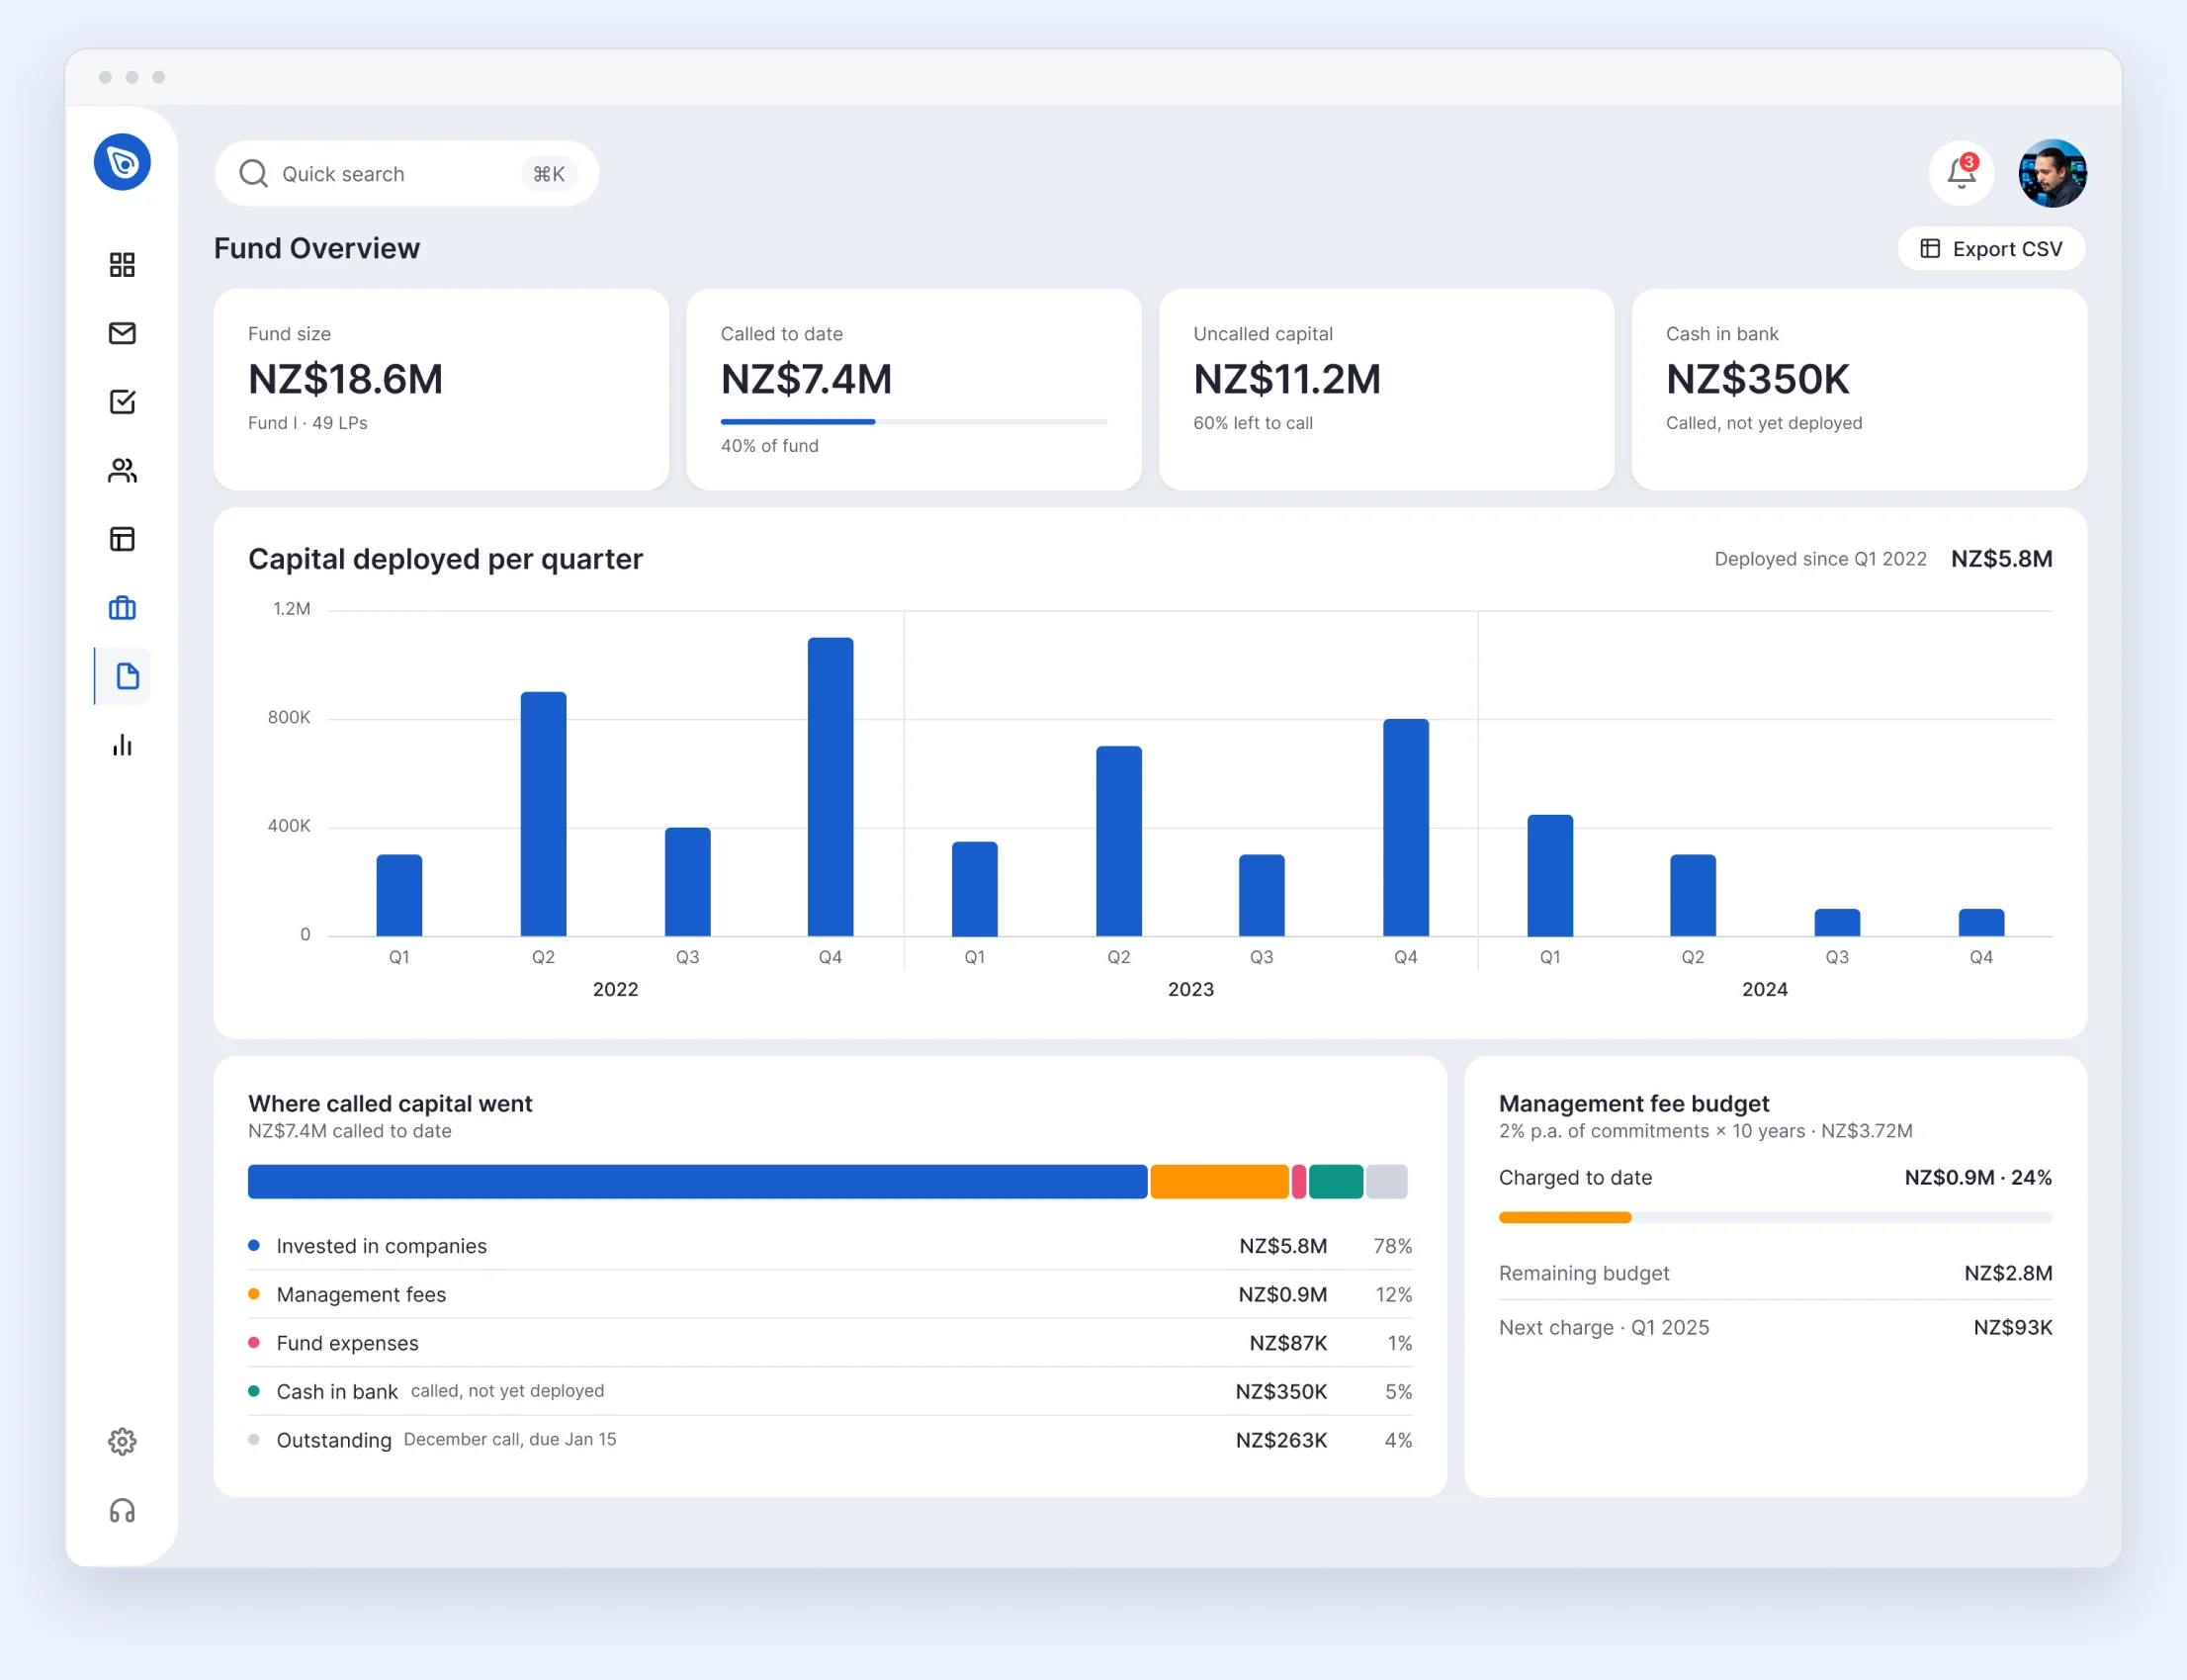 Quick search ⌘K
3
Fund Overview
Export CSV
Fund size
NZ$18.6M
Fund I · 49 LPs
Called to date
NZ$7.4M
40% of fund
Uncalled capital
NZ$11.2M
60% left to call
Cash in bank
NZ$350K
Called, not yet deployed
Capital deployed per quarter
Deployed since Q1 2022 NZ$5.8M
1.2M
800K
400K
0
Q1 Q2 Q3 Q4 Q1 Q2 Q3 Q4 Q1 Q2 Q3 Q4
2022 2023 2024
Where called capital went
NZ$7.4M called to date
Invested in companies NZ$5.8M 78%
Management fees NZ$0.9M 12%
Fund expenses NZ$87K 1%
Cash in bank called, not yet deployed NZ$350K 5%
Outstanding December call, due Jan 15 NZ$263K 4%
Management fee budget
2% p.a. of commitments × 10 years · NZ$3.72M
Charged to date NZ$0.9M · 24%
Remaining budget NZ$2.8M
Next charge · Q1 2025 NZ$93K